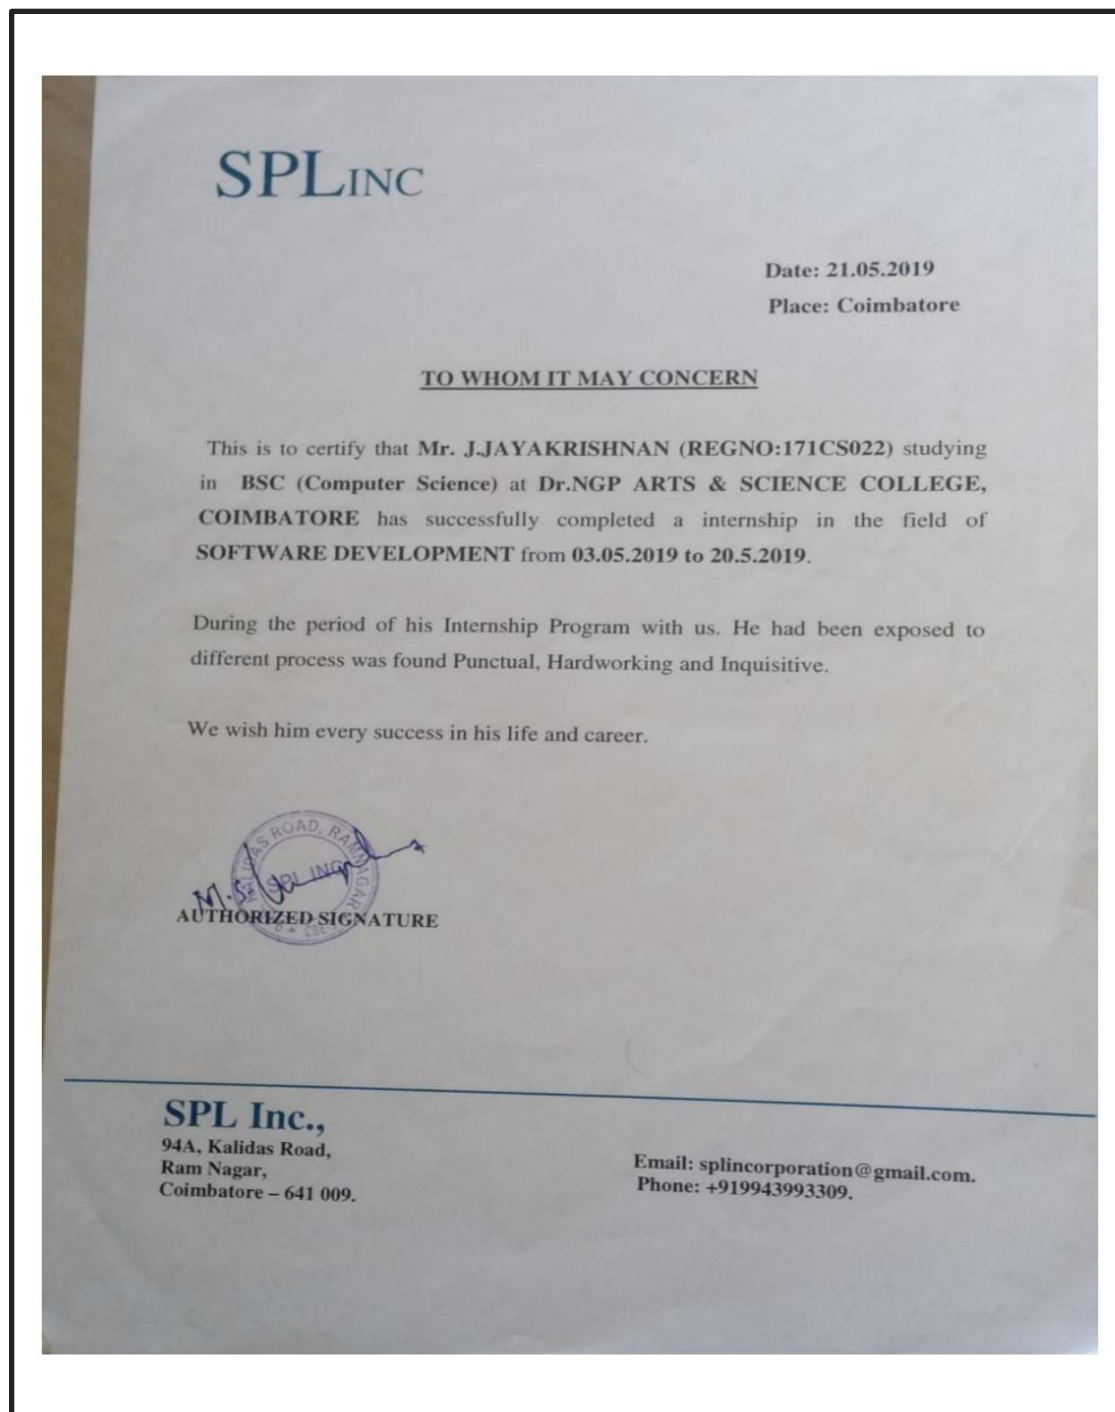 SPLINC
Date: 21.05.2019
Place: Coimbatore
TO WHOM IT MAY CONCERN
This is to certify that Mr. J.JAYAKRISHNAN (REGNO:171CS022) studying
in BSC (Computer Science) at Dr.NGP ARTS & SCIENCE COLLEGE,
COIMBATORE has successfully completed a internship in the field of
SOFTWARE DEVELOPMENT from 03.05.2019 to 20.5.2019.
During the period of his Internship Program with us. He had been exposed to
different process was found Punctual, Hardworking and Inquisitive.
We wish him every success in his life and career.
ROAD, RAMNAGAR
SPL INC
M.S.
AUTHORIZED SIGNATURE
SPL Inc.,
94A, Kalidas Road,
Ram Nagar,
Coimbatore – 641 009.
Email: splincorporation@gmail.com.
Phone: +919943993309.